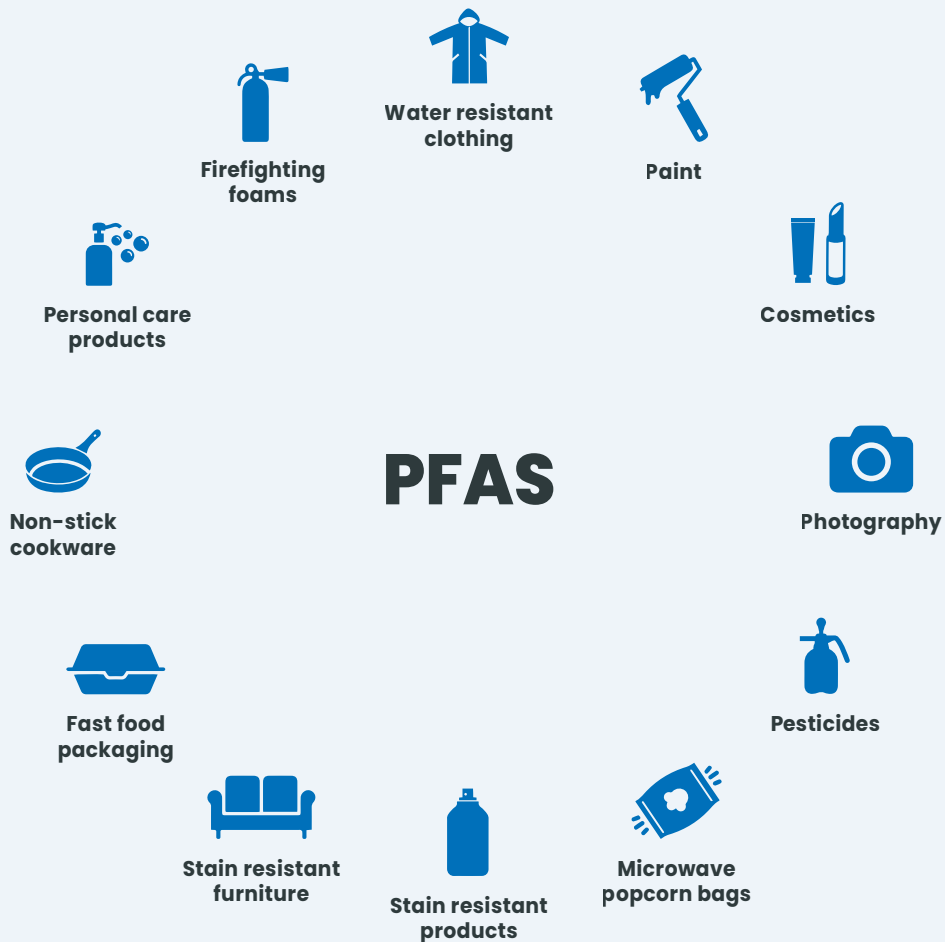 Water resistant
clothing
Firefighting
foams
Paint
Personal care
products
Cosmetics
PFAS
Non-stick
cookware
Photography
Fast food
packaging
Pesticides
Stain resistant
furniture
Microwave
popcorn bags
Stain resistant
products